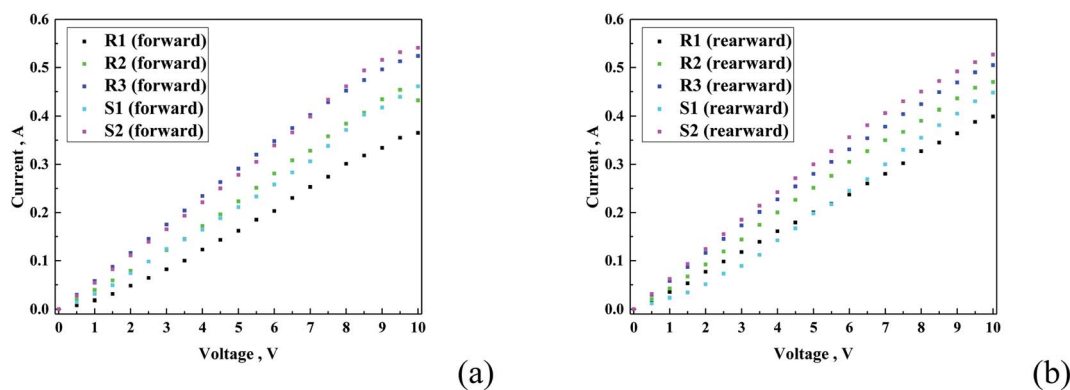 0.6
0.5
0.4
0.3
0.2
0.1
0.0
Current , A
R1 (forward)
R2 (forward)
R3 (forward)
S1 (forward)
S2 (forward)
0 1 2 3 4 5 6 7 8 9 10
Voltage , V
(a)
0.6
0.5
0.4
0.3
0.2
0.1
0.0
Current , A
R1 (rearward)
R2 (rearward)
R3 (rearward)
S1 (rearward)
S2 (rearward)
0 1 2 3 4 5 6 7 8 9 10
Voltage , V
(b)